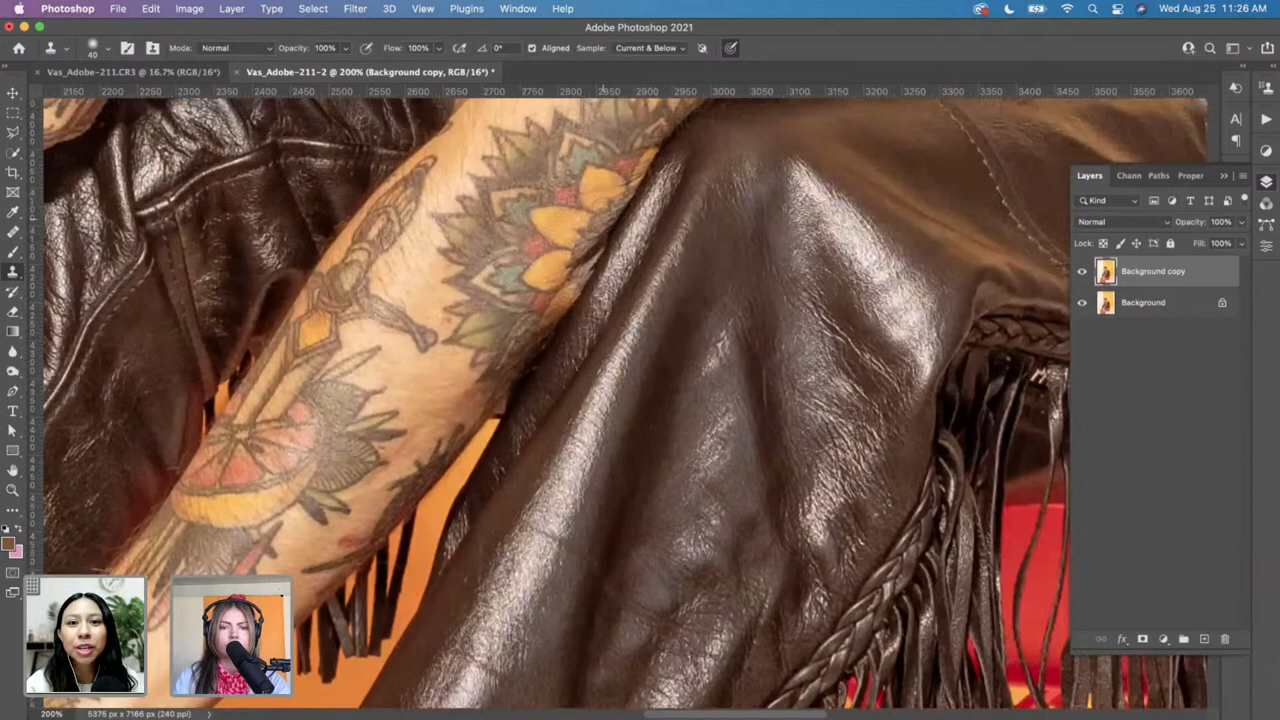 Photoshop File Edit Image Layer Type Select Filter 3D View Plugins Window Help Wed Aug 25 11:26 AM
Adobe Photoshop 2021
40 Mode: Normal Opacity: 100% Flow: 100% 0° Aligned Sample: Current & Below
Vas_Adobe-211.CR3 @ 16.7% (RGB/16*) Vas_Adobe-211-2 @ 200% (Background copy, RGB/16*) *
2150 2200 2250 2300 2350 2400 2450 2500 2550 2600 2650 2700 2750 2800 2850 2900 2950 3000 3050 3100 3150 3200 3250 3300 3350 3400 3450 3500 3550 3600
Layers Chann Paths Proper
Kind
Normal Opacity: 100%
Lock: Fill: 100%
Background copy
Background
fx
200% 5375 px x 7166 px (240 ppi)